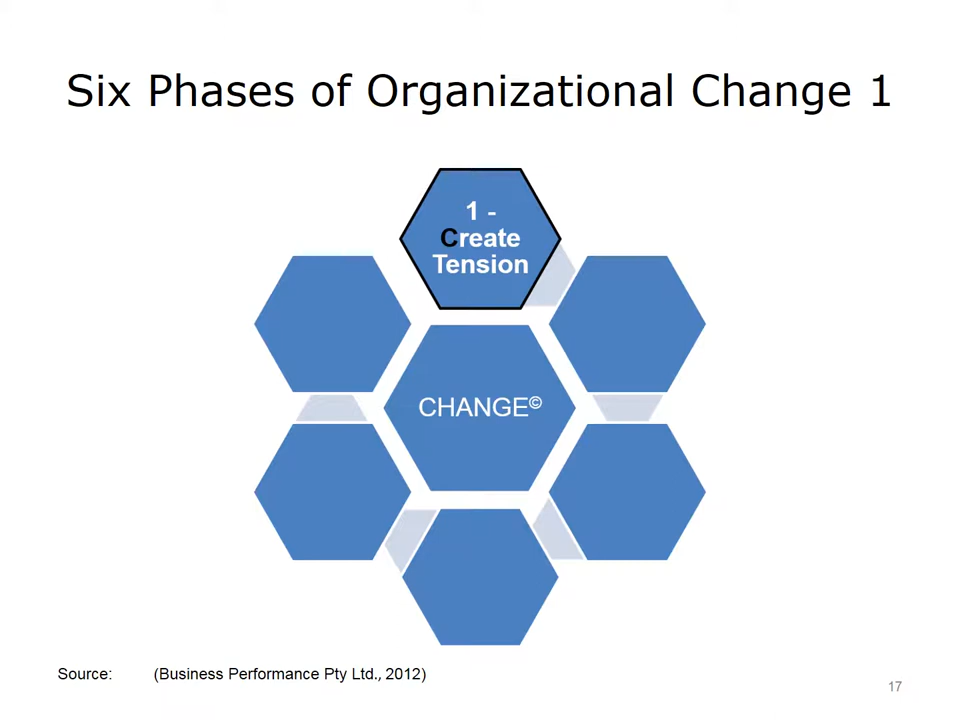 Six Phases of Organizational Change 1
1 -
Create
Tension
CHANGE©
Source: (Business Performance Pty Ltd., 2012)
17